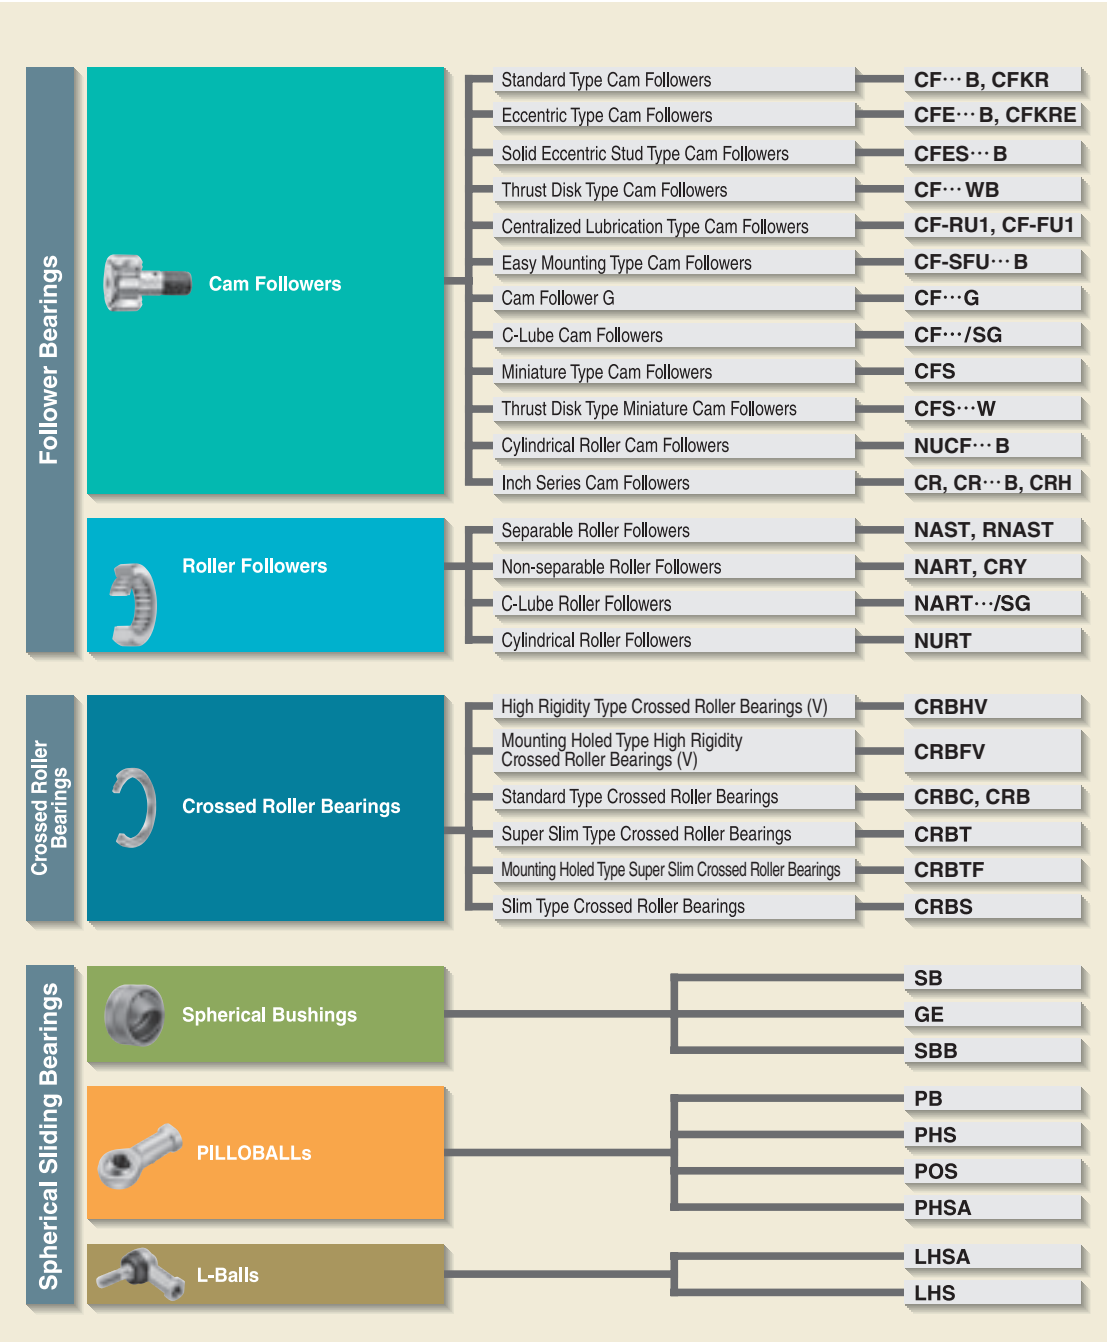 Follower Bearings
Cam Followers
Standard Type Cam Followers
CF··· B, CFKR
Eccentric Type Cam Followers
CFE··· B, CFKRE
Solid Eccentric Stud Type Cam Followers
CFES··· B
Thrust Disk Type Cam Followers
CF··· WB
Centralized Lubrication Type Cam Followers
CF-RU1, CF-FU1
Easy Mounting Type Cam Followers
CF-SFU··· B
Cam Follower G
CF···G
C-Lube Cam Followers
CF···/SG
Miniature Type Cam Followers
CFS
Thrust Disk Type Miniature Cam Followers
CFS···W
Cylindrical Roller Cam Followers
NUCF··· B
Inch Series Cam Followers
CR, CR··· B, CRH
Roller Followers
Separable Roller Followers
NAST, RNAST
Non-separable Roller Followers
NART, CRY
C-Lube Roller Followers
NART···/SG
Cylindrical Roller Followers
NURT
Crossed Roller
Bearings
Crossed Roller Bearings
High Rigidity Type Crossed Roller Bearings (V)
CRBHV
Mounting Holed Type High Rigidity
Crossed Roller Bearings (V)
CRBFV
Standard Type Crossed Roller Bearings
CRBC, CRB
Super Slim Type Crossed Roller Bearings
CRBT
Mounting Holed Type Super Slim Crossed Roller Bearings
CRBTF
Slim Type Crossed Roller Bearings
CRBS
Spherical Sliding Bearings
Spherical Bushings
SB
GE
SBB
PILLOBALLs
PB
PHS
POS
PHSA
L-Balls
LHSA
LHS